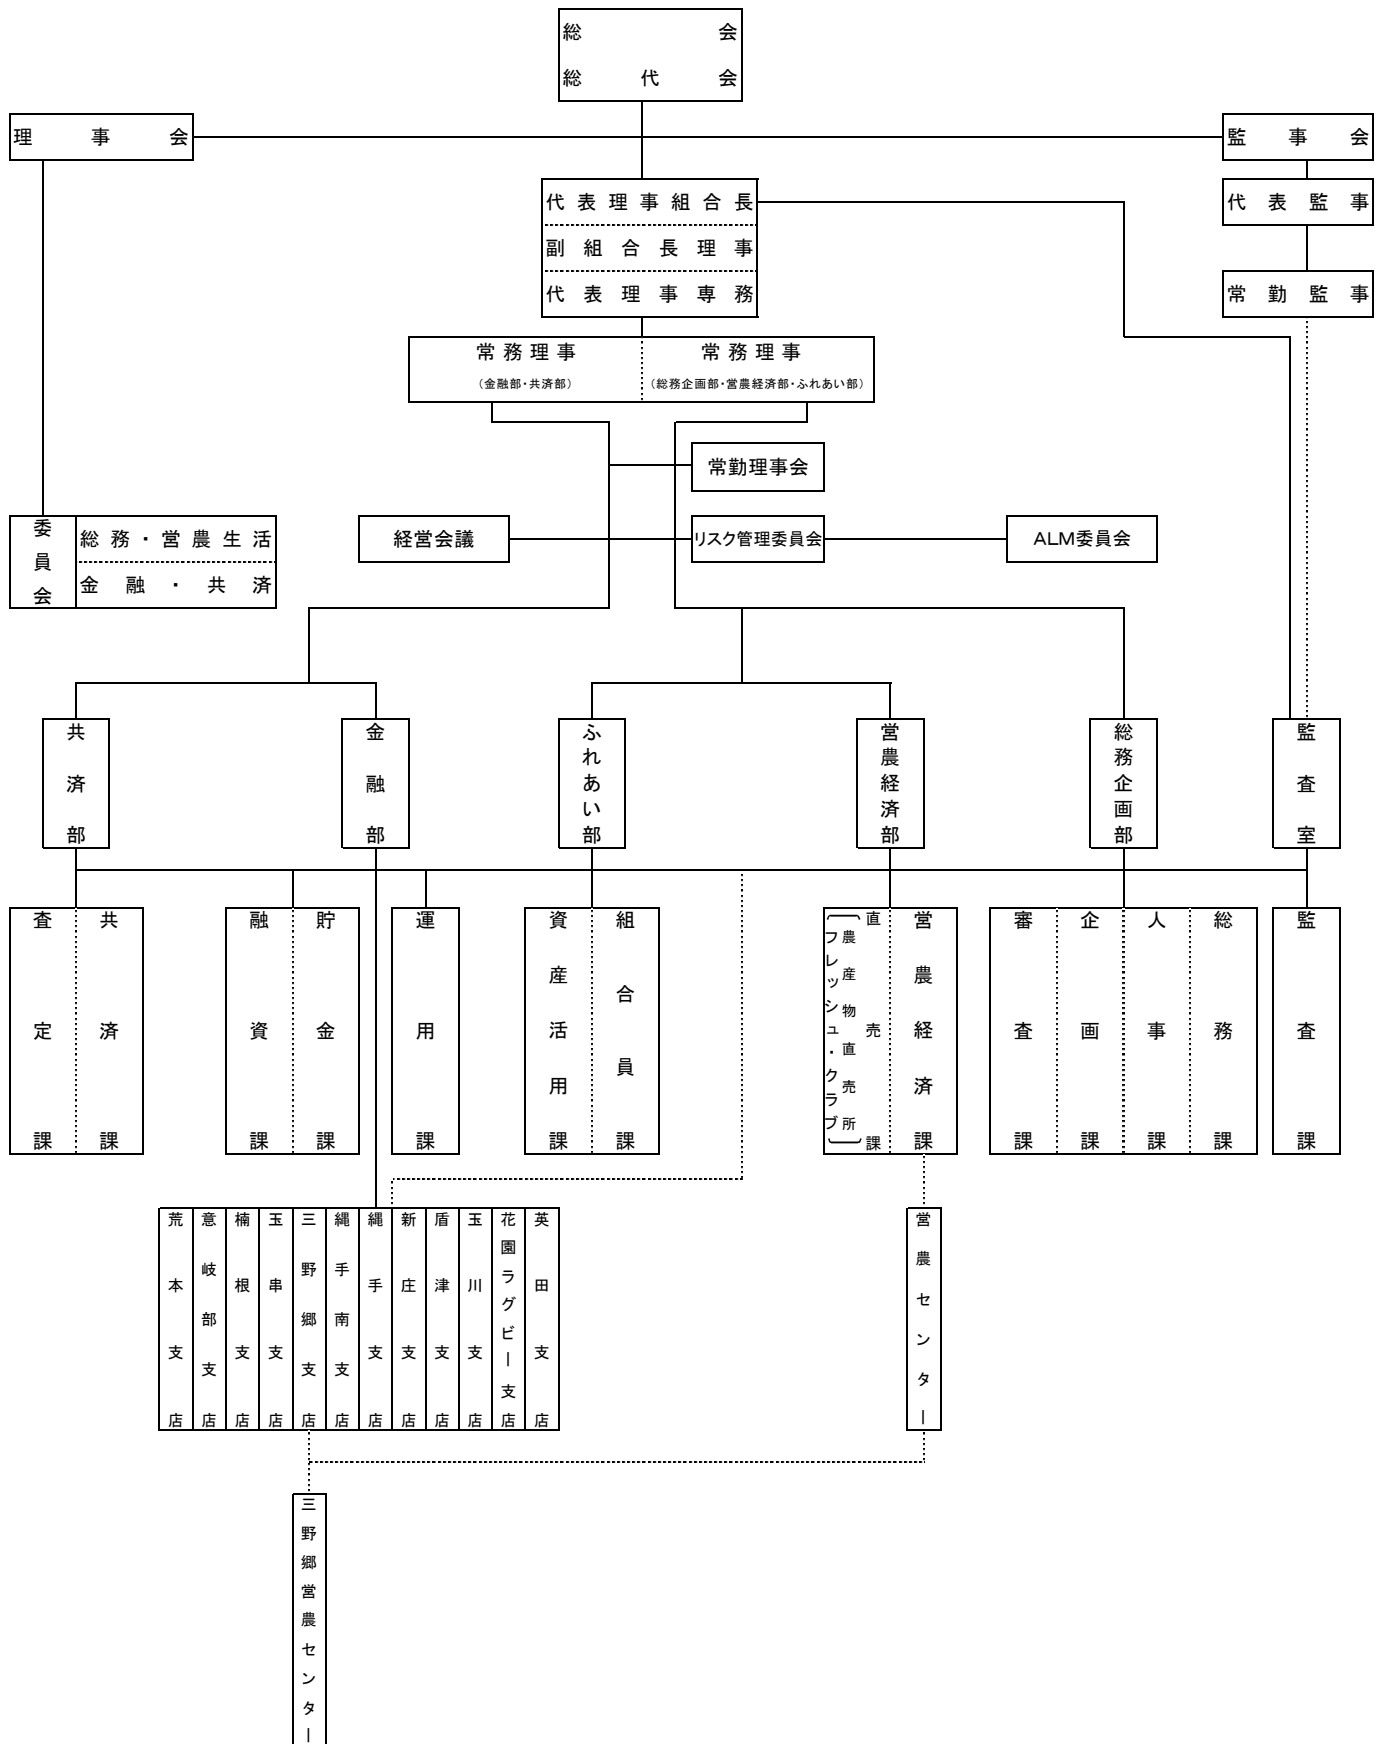 総会
総代会
理事会
監事会
代表理事組合長
副組合長理事
代表理事専務
代表監事
常勤監事
常務理事
（金融部・共済部）
常務理事
（総務企画部・営農経済部・ふれあい部）
常勤理事会
委員会
総務・営農生活
金融・共済
経営会議
リスク管理委員会
ALM委員会
共済部
金融部
ふれあい部
営農経済部
総務企画部
監査室
査定課
共済課
融資課
貯金課
運用課
資産活用課
組合員課
直売課
農産物直売所
フレッシュ・クラブ
営農経済課
審査課
企画課
人事課
総務課
監査課
荒本支店
意岐部支店
楠根支店
玉串支店
三野郷支店
縄手南支店
縄手支店
新庄支店
盾津支店
玉川支店
花園ラグビー支店
英田支店
営農センター
三野郷営農センター